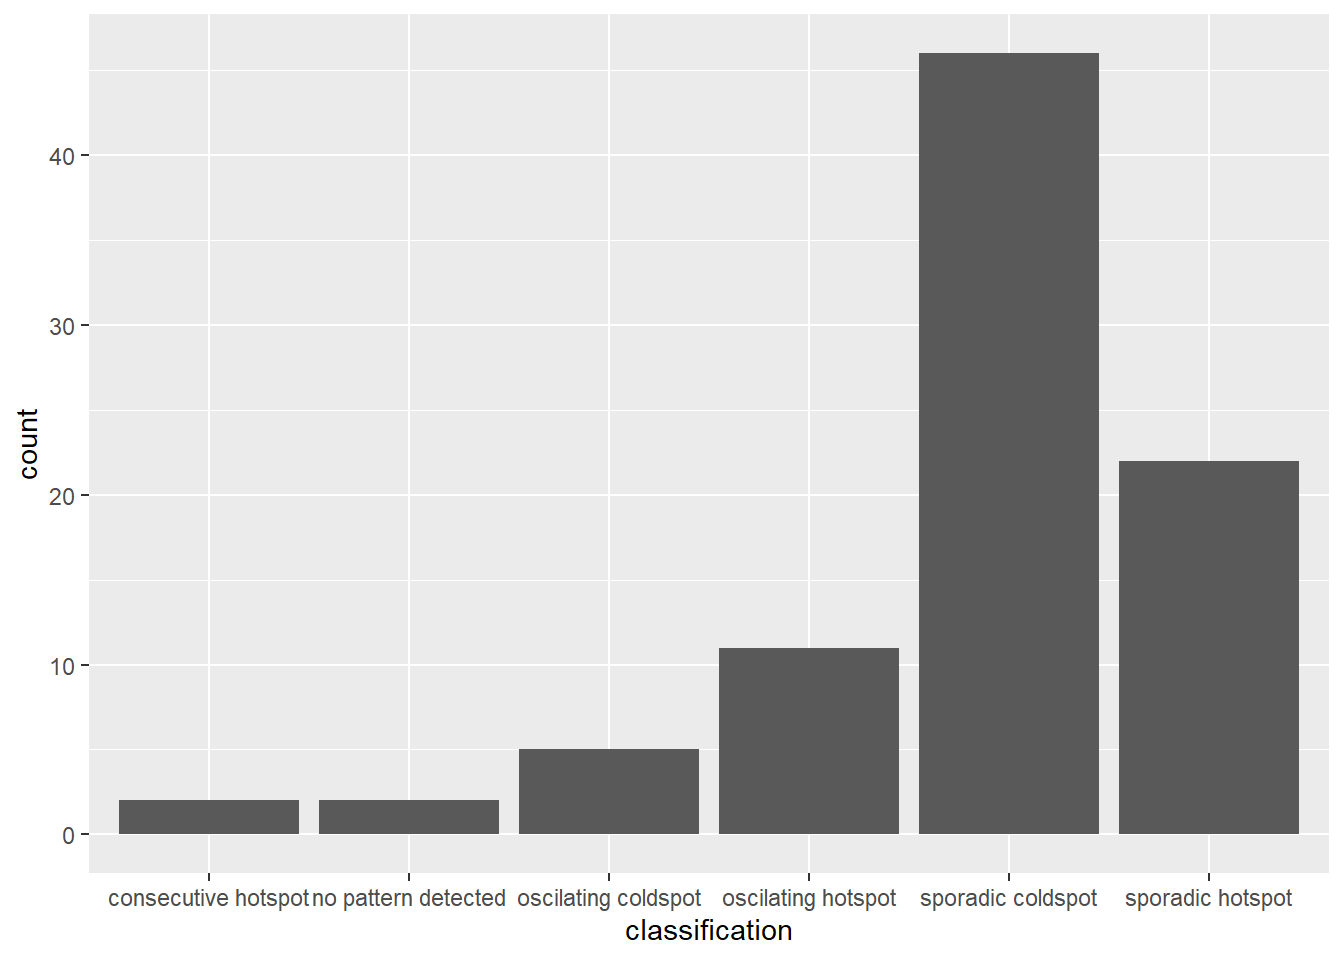 count
40
30
20
10
0
consecutive hotspot no pattern detected oscilating coldspot oscilating hotspot sporadic coldspot sporadic hotspot
classification